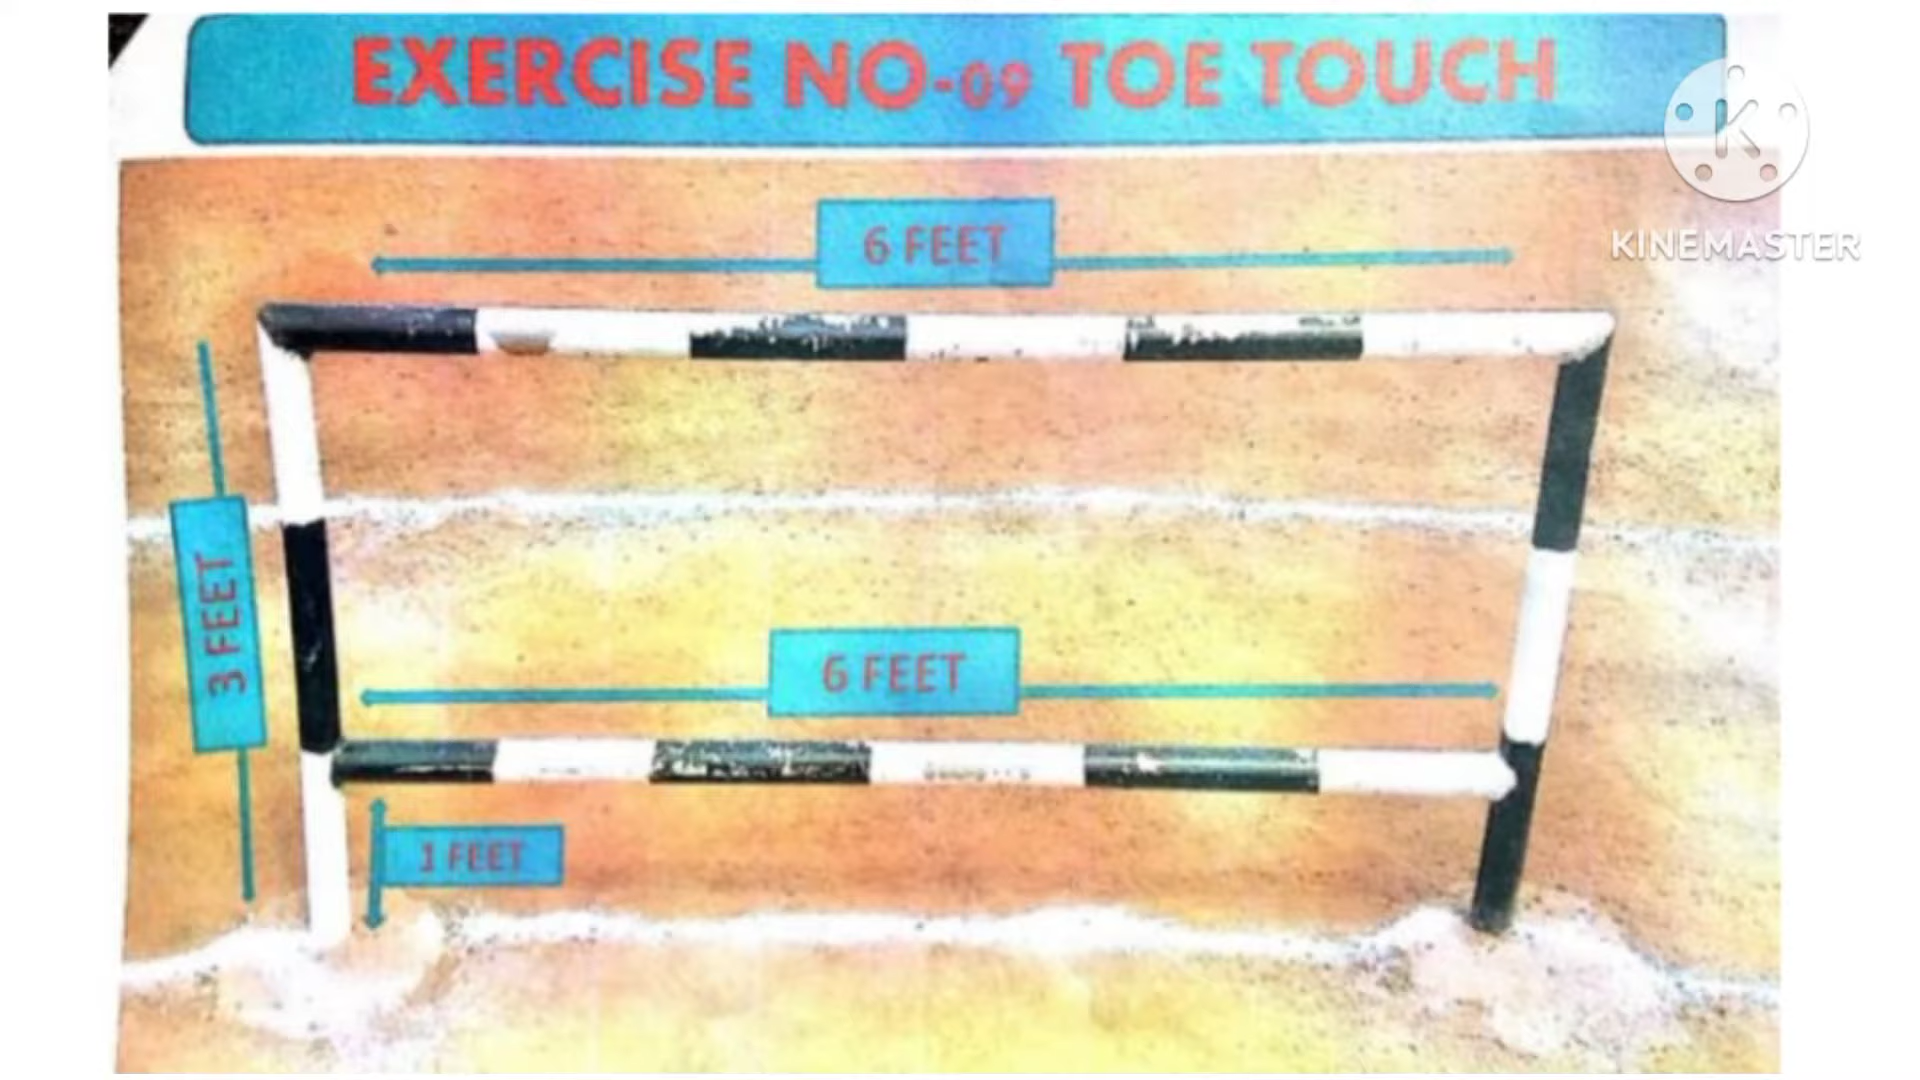 EXERCISE NO-09 TOE TOUCH
K
KINEMASTER
6 FEET
3 FEET
6 FEET
1 FEET